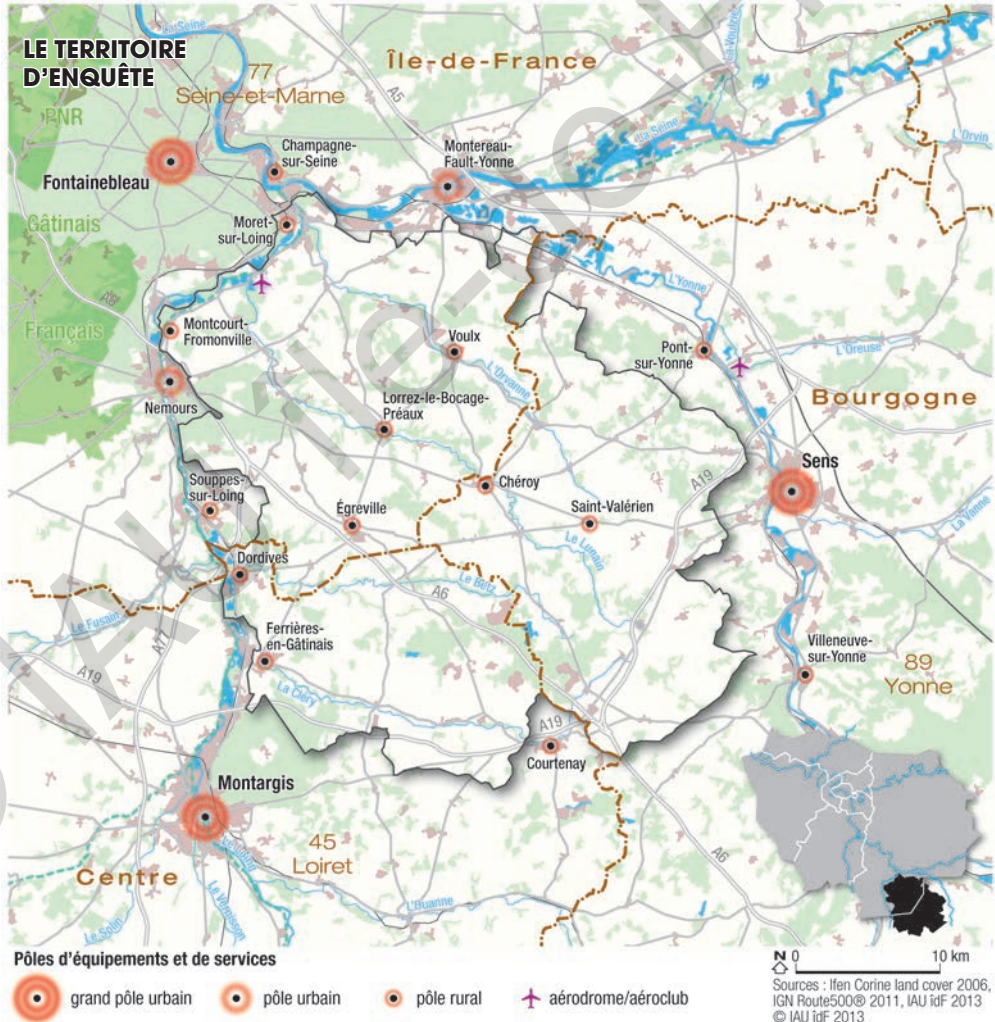 LE TERRITOIRE
D'ENQUÊTE
La Seine
77
Seine-et-Marne
Île-de-France
A5
La Voulzie
La Seine
L'Orvin
PNR
Fontainebleau
Champagne-
sur-Seine
Montereau-
Fault-Yonne
Gâtinais
Moret-
sur-Loing
L'Yonne
A6
Français
Montcourt-
Fromonville
Voulx
Pont-
sur-Yonne
L'Oreuse
L'Orvanne
Bourgogne
Nemours
Lorrez-le-Bocage-
Préaux
Sens
Souppes-
sur-Loing
Chéroy
A19
Égreville
Saint-Valérien
La Vanne
Le Lunain
Dordives
Le Betz
A6
Le Fusain
A77
Ferrières-
en-Gâtinais
Villeneuve-
sur-Yonne
89
Yonne
A19
La Cléry
A19
Courtenay
Montargis
45
Loiret
Centre
A6
L'Ouanne
Le Solin
Le Vernisson
Pôles d'équipements et de services
grand pôle urbain
pôle urbain
pôle rural
aérodrome/aéroclub
N
0
10 km
Sources : Ifen Corine land cover 2006,
IGN Route500® 2011, IAU îdF 2013
© IAU îdF 2013